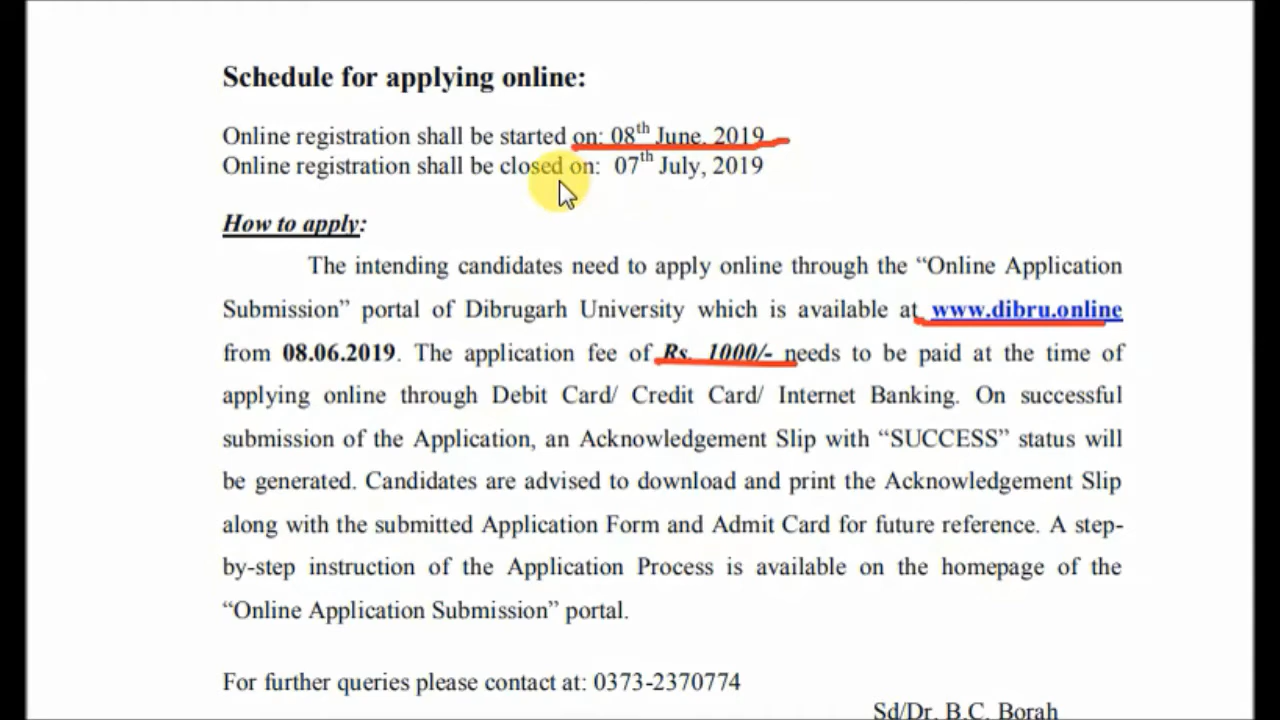 Schedule for applying online:
Online registration shall be started on: 08th June, 2019
Online registration shall be closed on: 07th July, 2019
How to apply:
The intending candidates need to apply online through the “Online Application
Submission” portal of Dibrugarh University which is available at www.dibru.online
from 08.06.2019. The application fee of Rs. 1000/- needs to be paid at the time of
applying online through Debit Card/ Credit Card/ Internet Banking. On successful
submission of the Application, an Acknowledgement Slip with “SUCCESS” status will
be generated. Candidates are advised to download and print the Acknowledgement Slip
along with the submitted Application Form and Admit Card for future reference. A step-
by-step instruction of the Application Process is available on the homepage of the
“Online Application Submission” portal.
For further queries please contact at: 0373-2370774
Sd/Dr. B.C. Borah